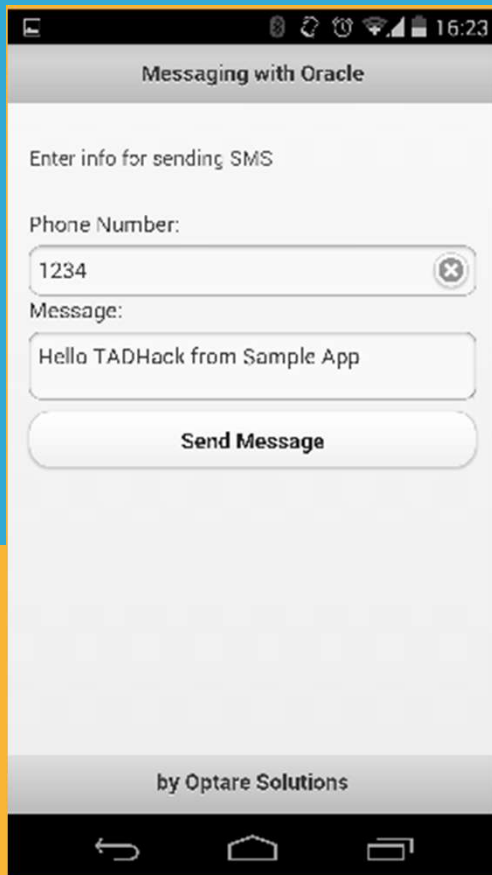 16:23
Messaging with Oracle
Enter info for sending SMS
Phone Number:
1234
Message:
Hello TADHack from Sample App
Send Message
by Optare Solutions